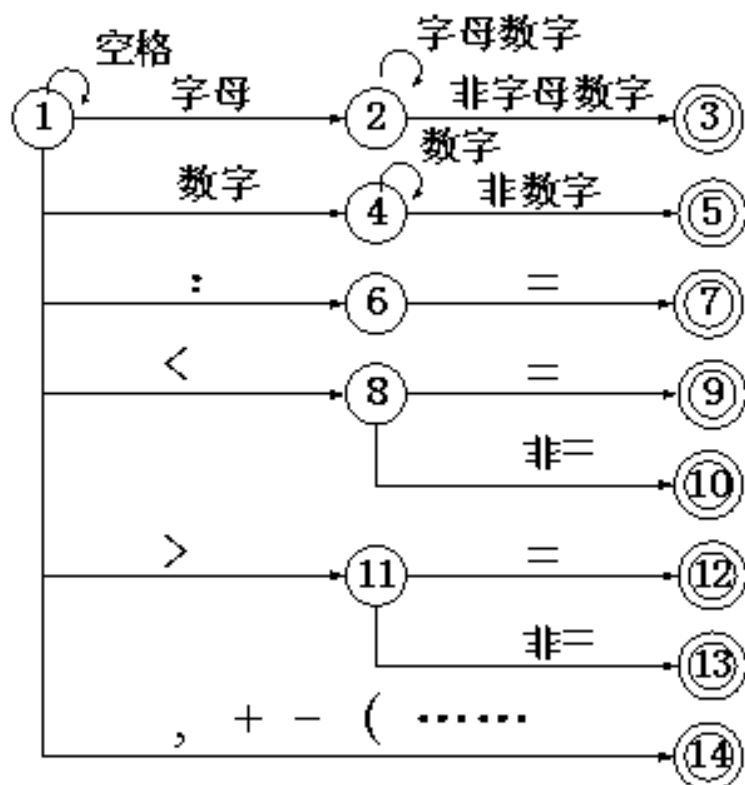 空格 字母数字
1 字母 2 非字母数字 3
数字
数字 4 非数字 5
: 6 = 7
< 8 = 9
非= 10
> 11 = 12
非= 13
, + - ( ······ 14